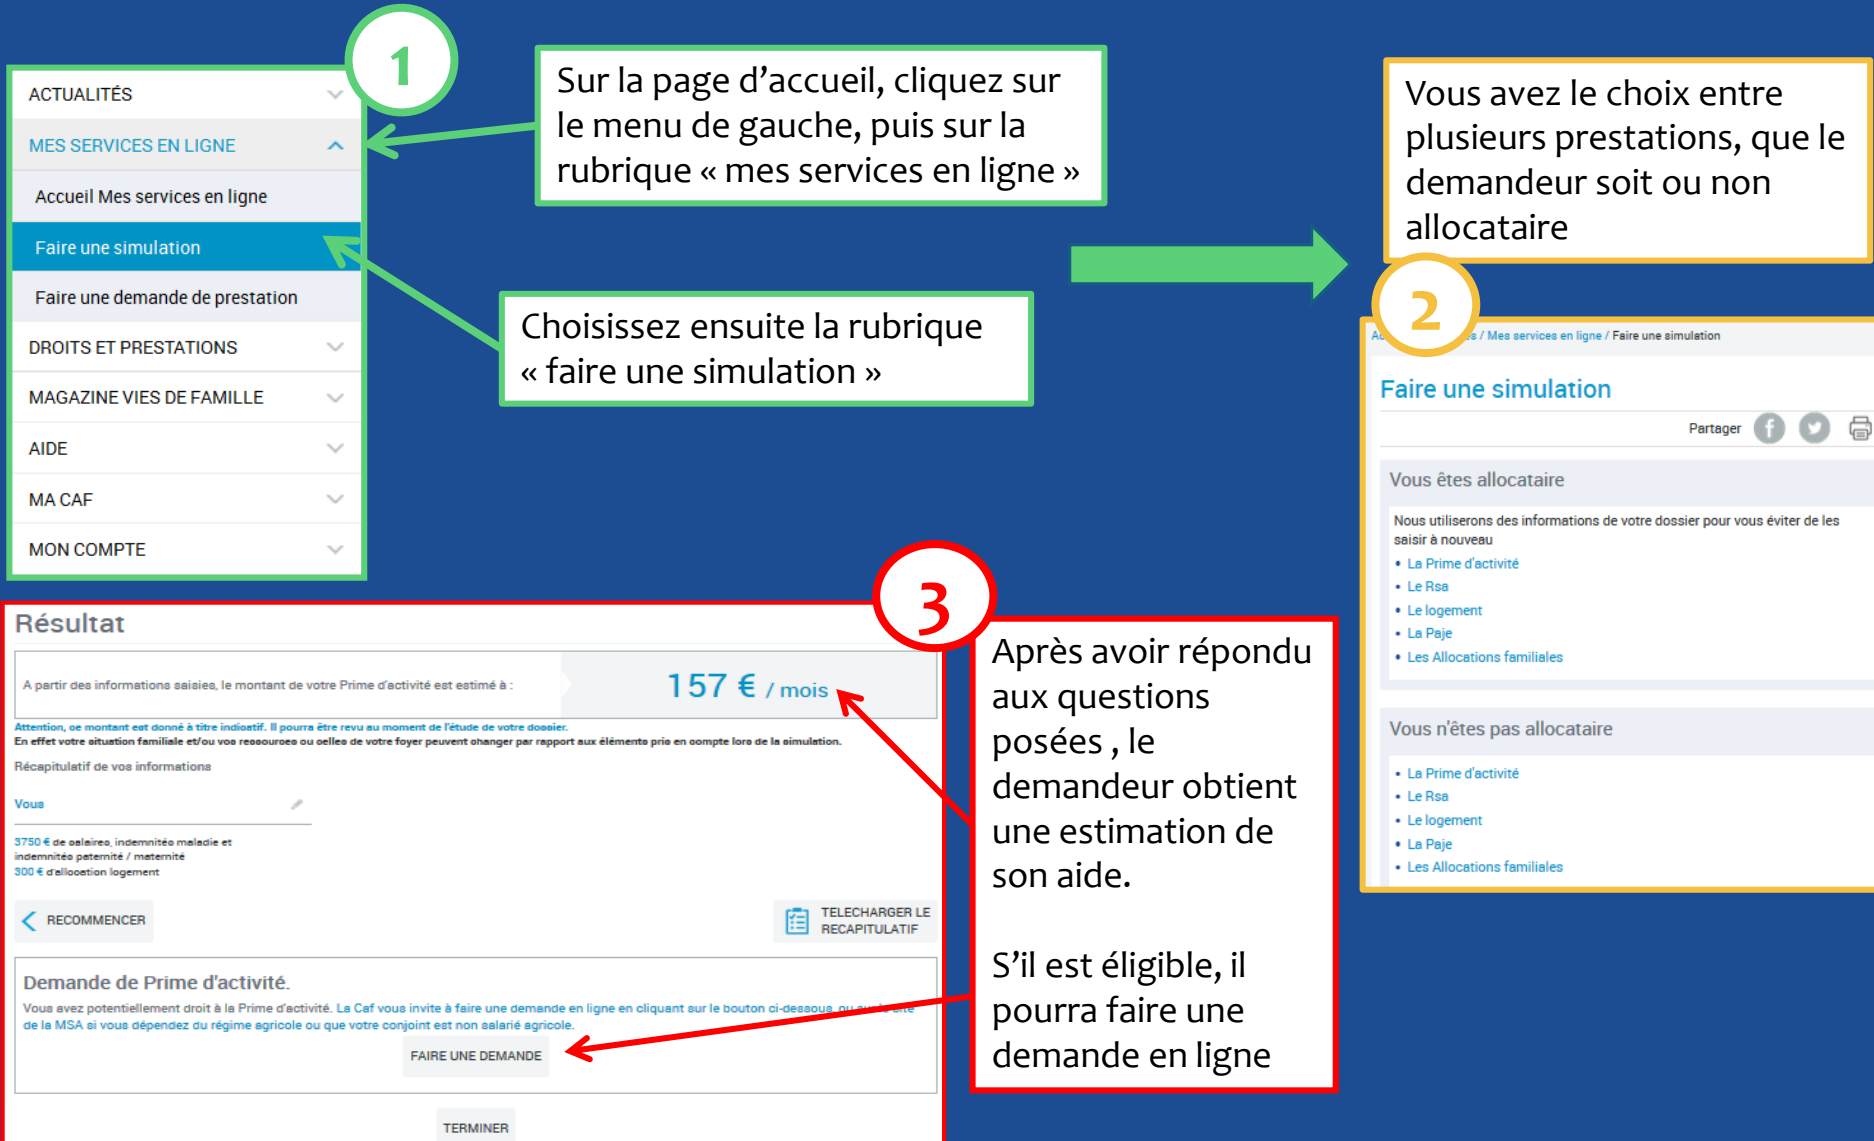 1
ACTUALITÉS
MES SERVICES EN LIGNE
Accueil Mes services en ligne
Faire une simulation
Faire une demande de prestation
DROITS ET PRESTATIONS
MAGAZINE VIES DE FAMILLE
AIDE
MA CAF
MON COMPTE
Sur la page d’accueil, cliquez sur
le menu de gauche, puis sur la
rubrique « mes services en ligne »
Choisissez ensuite la rubrique
« faire une simulation »
Vous avez le choix entre
plusieurs prestations, que le
demandeur soit ou non
allocataire
2
/ Mes services en ligne / Faire une simulation
Faire une simulation
Partager
Vous êtes allocataire
Nous utiliserons des informations de votre dossier pour vous éviter de les
saisir à nouveau
• La Prime d'activité
• Le Rsa
• Le logement
• La Paje
• Les Allocations familiales
Vous n'êtes pas allocataire
• La Prime d'activité
• Le Rsa
• Le logement
• La Paje
• Les Allocations familiales
3
Résultat
A partir des informations saisies, le montant de votre Prime d'activité est estimé à :
157 € / mois
Attention, ce montant est donné à titre indicatif. Il pourra être revu au moment de l'étude de votre dossier.
En effet votre situation familiale et/ou vos ressources ou celles de votre foyer peuvent changer par rapport aux éléments pris en compte lors de la simulation.
Récapitulatif de vos informations
Vous
3750 € de salaires, indemnités maladie et
indemnités paternité / maternité
300 € d'allocation logement
RECOMMENCER
TELECHARGER LE
RECAPITULATIF
Demande de Prime d'activité.
Vous avez potentiellement droit à la Prime d'activité. La Caf vous invite à faire une demande en ligne en cliquant sur le bouton ci-dessous, ou
de la MSA si vous dépendez du régime agricole ou que votre conjoint est non salarié agricole.
FAIRE UNE DEMANDE
TERMINER
Après avoir répondu
aux questions
posées , le
demandeur obtient
une estimation de
son aide.
S’il est éligible, il
pourra faire une
demande en ligne